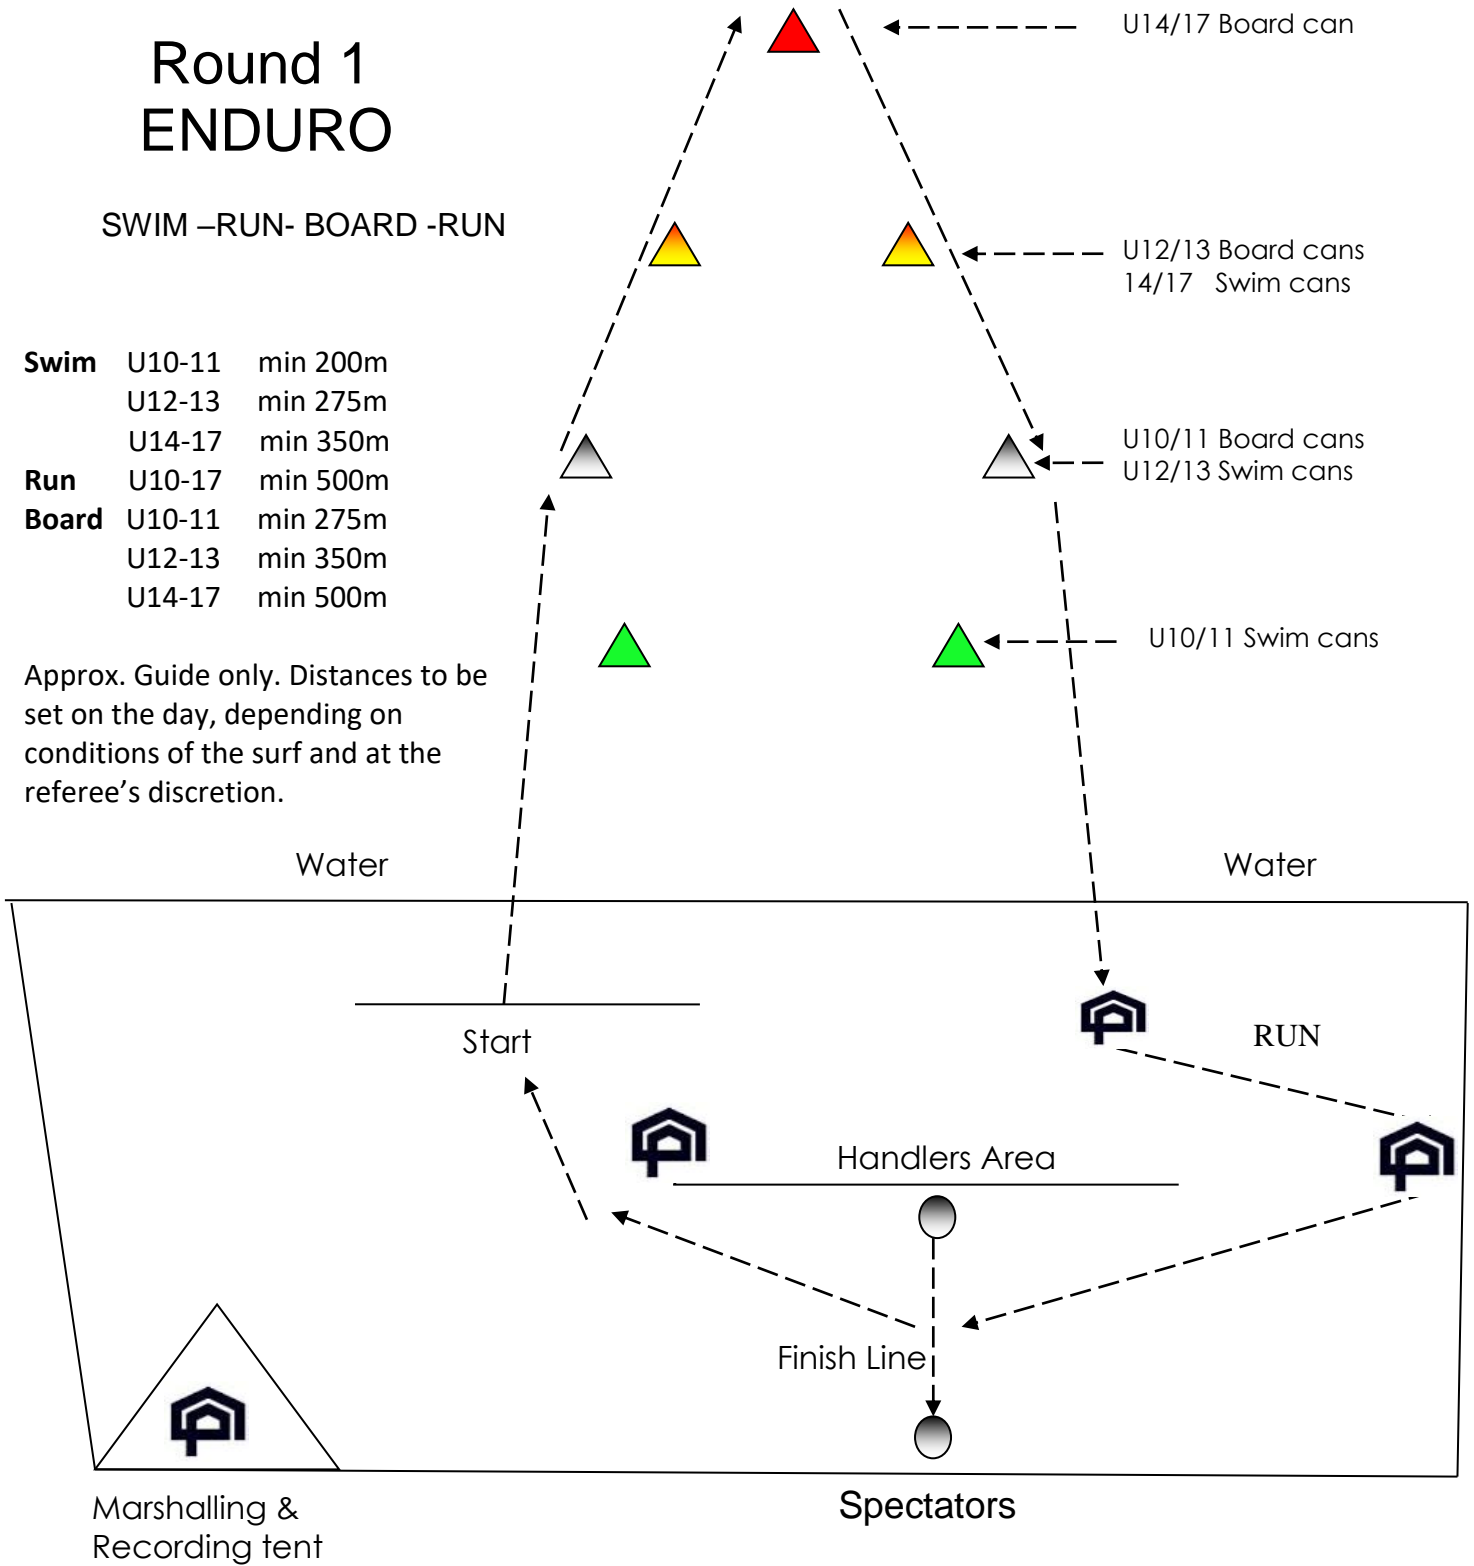 Round 1
ENDURO
SWIM –RUN- BOARD -RUN
U14/17 Board can
U12/13 Board cans
14/17 Swim cans
U10/11 Board cans
U12/13 Swim cans
U10/11 Swim cans
Swim U10-11 min 200m
U12-13 min 275m
U14-17 min 350m
Run U10-17 min 500m
Board U10-11 min 275m
U12-13 min 350m
U14-17 min 500m
Approx. Guide only. Distances to be
set on the day, depending on
conditions of the surf and at the
referee’s discretion.
Water
Water
Start
RUN
Handlers Area
Finish Line
Marshalling &
Recording tent
Spectators